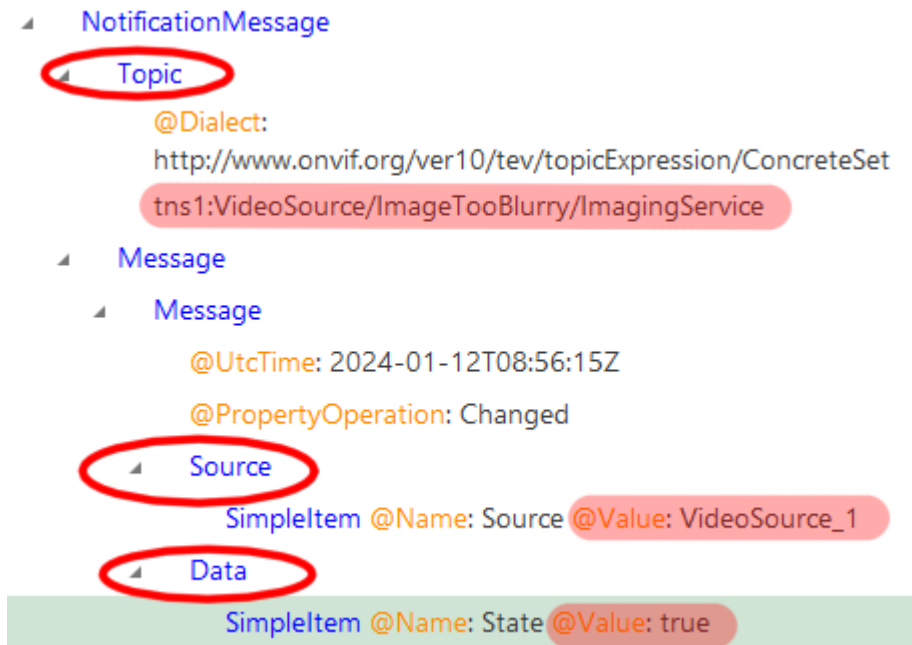 NotificationMessage
Topic
@Dialect:
http://www.onvif.org/ver10/tev/topicExpression/ConcreteSet
tns1:VideoSource/ImageTooBlurry/ImagingService
Message
Message
@UtcTime: 2024-01-12T08:56:15Z
@PropertyOperation: Changed
Source
SimpleItem @Name: Source @Value: VideoSource_1
Data
SimpleItem @Name: State @Value: true